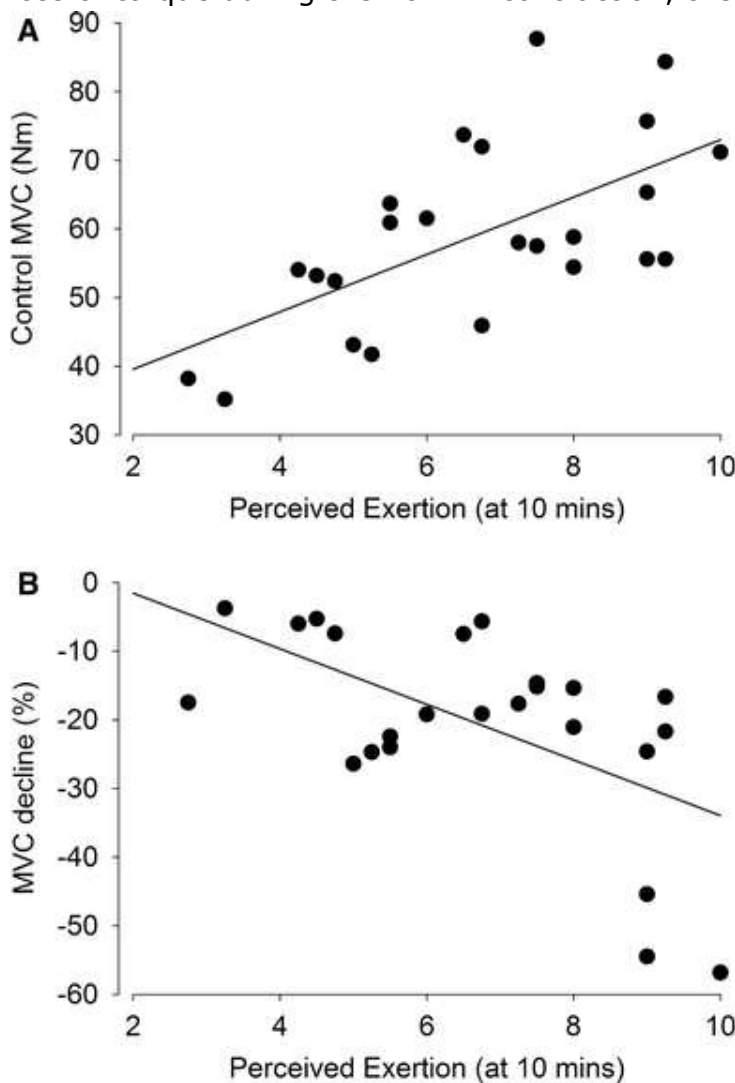 torque during
A
Control MVC (Nm)
90
80
70
60
50
40
30
2 4 6 8 10
Perceived Exertion (at 10 mins)
B
MVC decline (%)
0
-10
-20
-30
-40
-50
-60
2 4 6 8 10
Perceived Exertion (at 10 mins)